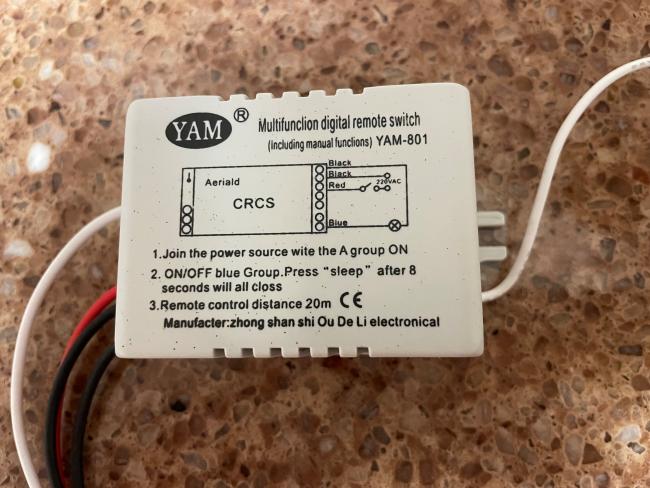 YAM ® Multifunclion digital remote switch
(Including manual functions) YAM-801
Black
Black
Red
220VAC
Aeriald
CRCS
Blue
1.Join the power source wite the A group ON
2. ON/OFF blue Group.Press “sleep” after 8
seconds will all closs
3.Remote control distance 20m CE
Manufacter:zhong shan shi Ou De Li electronical